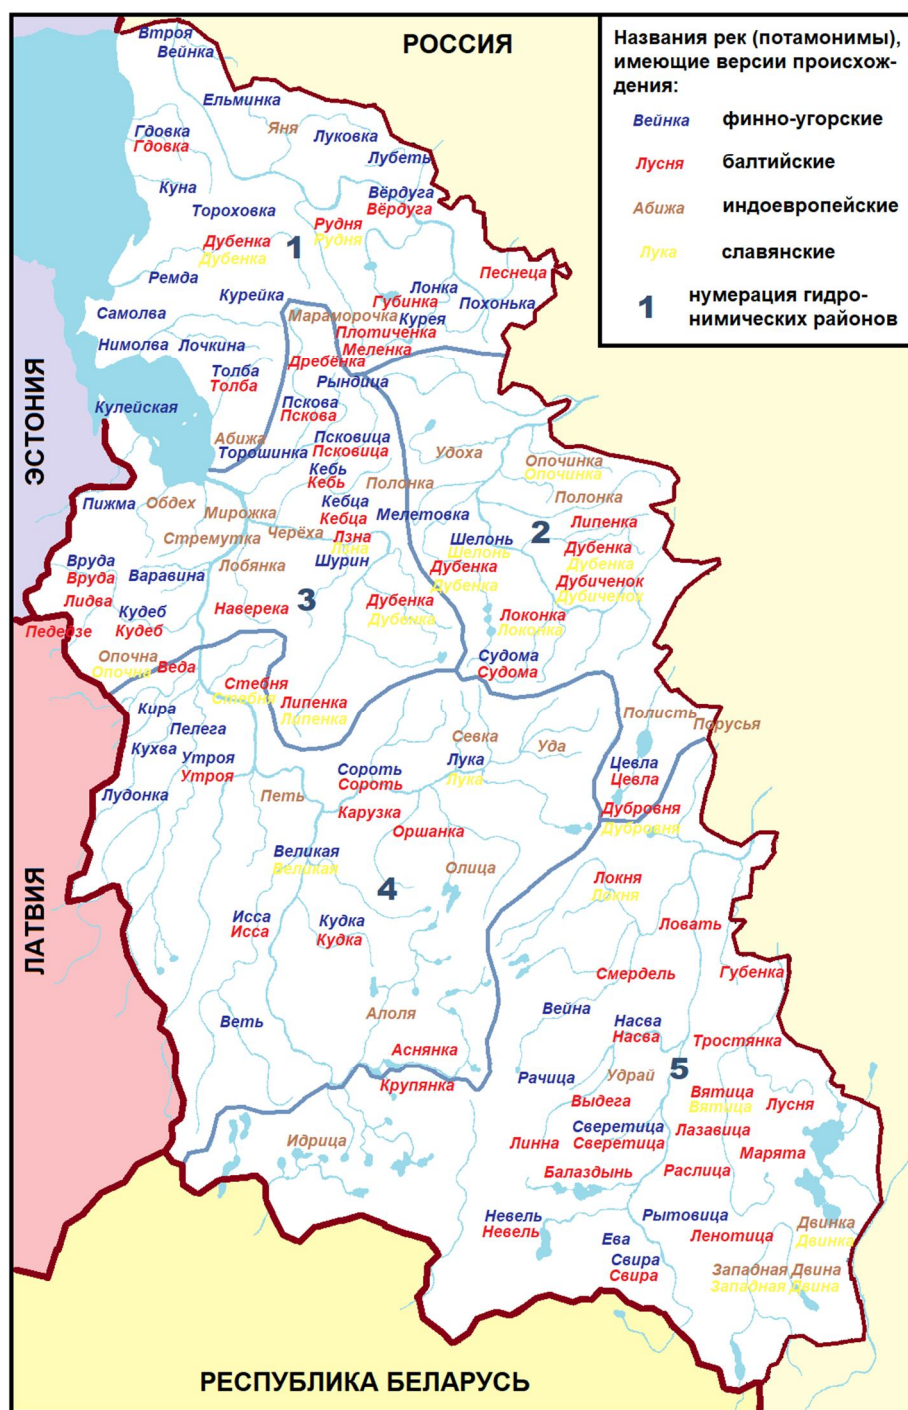 РОССИЯ
Названия рек (потамонимы),
имеющие версии происхож-
дения:
Вейнка финно-угорские
Лусня балтийские
Абижа индоевропейские
Лука славянские
1 нумерация гидро-
нимических районов
Втроя
Вейнка
Ельминка
Яня
Гдовка
Гдовка
Луковка
Лубеть
Куна
Вёрдуга
Вёрдуга
Тороховка
Рудня
Рудня
Дубенка
Дубенка
1
Песнеца
Ремда
Курейка
Лонка
Губинка
Похонька
Самолва
Мараморочка
Курея
Плотиченка
Нимолва
Лочкина
Меленка
Дребёнка
Толба
Толба
Рындица
ЭСТОНИЯ
Кулейская
Пскова
Пскова
Абижа
Торошинка
Псковица
Псковица
Удоха
Опочинка
Опочинка
Кебь
Кебь
Полонка
Полонка
Пижма
Обдех
Мирожка
Кебца
Кебца
Мелетовка
Липенка
Стремутка
Черёха
Лзна
Лзна
Шелонь
Шелонь
2
Дубенка
Дубенка
Вруда
Вруда
Варавина
Лобянка
Шурин
Дубенка
Дубенка
Дубиченок
Дубиченок
Лидва
Кудеб
Кудеб
Наверека
3
Дубенка
Дубенка
Локонка
Локонка
Педедзе
Опочна
Опочна
Веда
Судома
Судома
Стебня
Стебня
Липенка
Липенка
Кира
Пелега
Полисть
Порусья
Кухва
Утроя
Утроя
Севка
Уда
Лука
Лука
Цевла
Цевла
Лудонка
Сороть
Сороть
Петь
Карузка
Дубровня
Дубровня
Оршанка
Великая
Великая
Олица
Локня
Локня
4
ЛАТВИЯ
Исса
Исса
Кудка
Кудка
Ловать
Смердель
Губенка
Веть
Алоля
Вейна
Насва
Насва
Аснянка
Тростянка
Крупянка
Рачица
Удрай
5
Выдега
Вятица
Вятица
Лусня
Идрица
Сверетица
Сверетица
Линна
Лазавица
Марята
Балаздынь
Раслица
Невель
Невель
Рытовица
Двинка
Двинка
Ева
Ленотица
Свира
Свира
Западная Двина
Западная Двина
РЕСПУБЛИКА БЕЛАРУСЬ